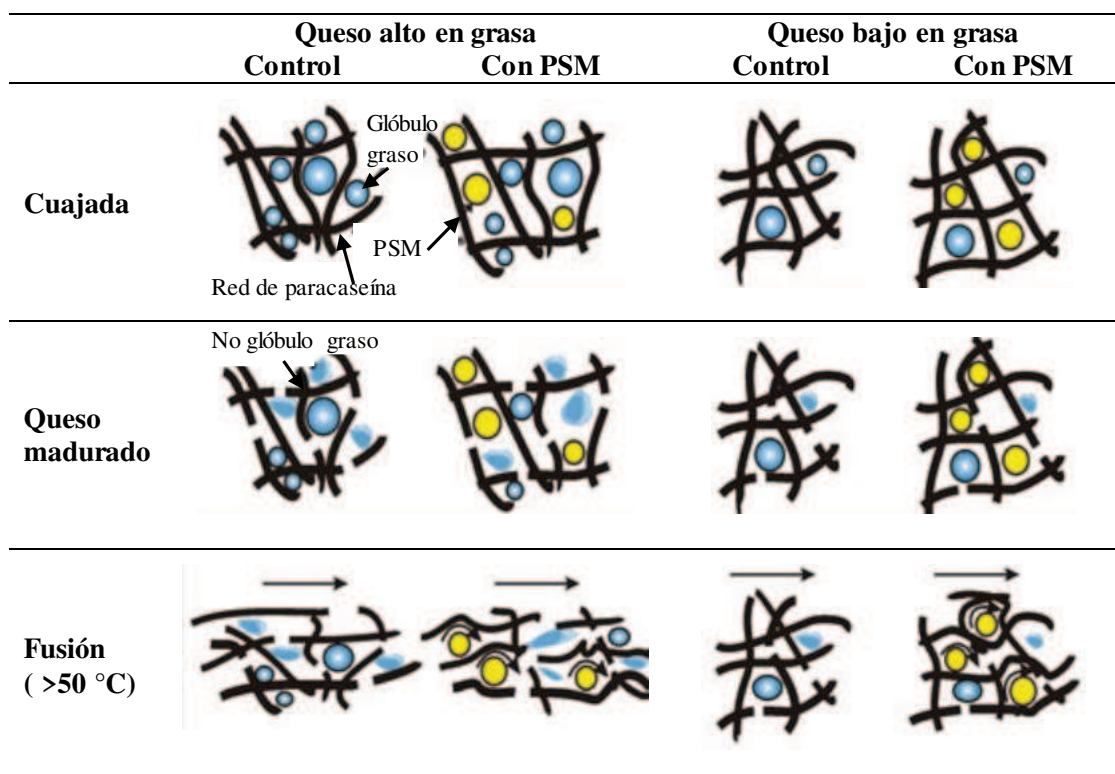 Queso alto en grasa Queso bajo en grasa
Control Con PSM Control Con PSM
Glóbulo
graso
Cuajada
PSM
Red de paracaseína
No glóbulo graso
Queso
madurado
Fusión
( >50 °C)